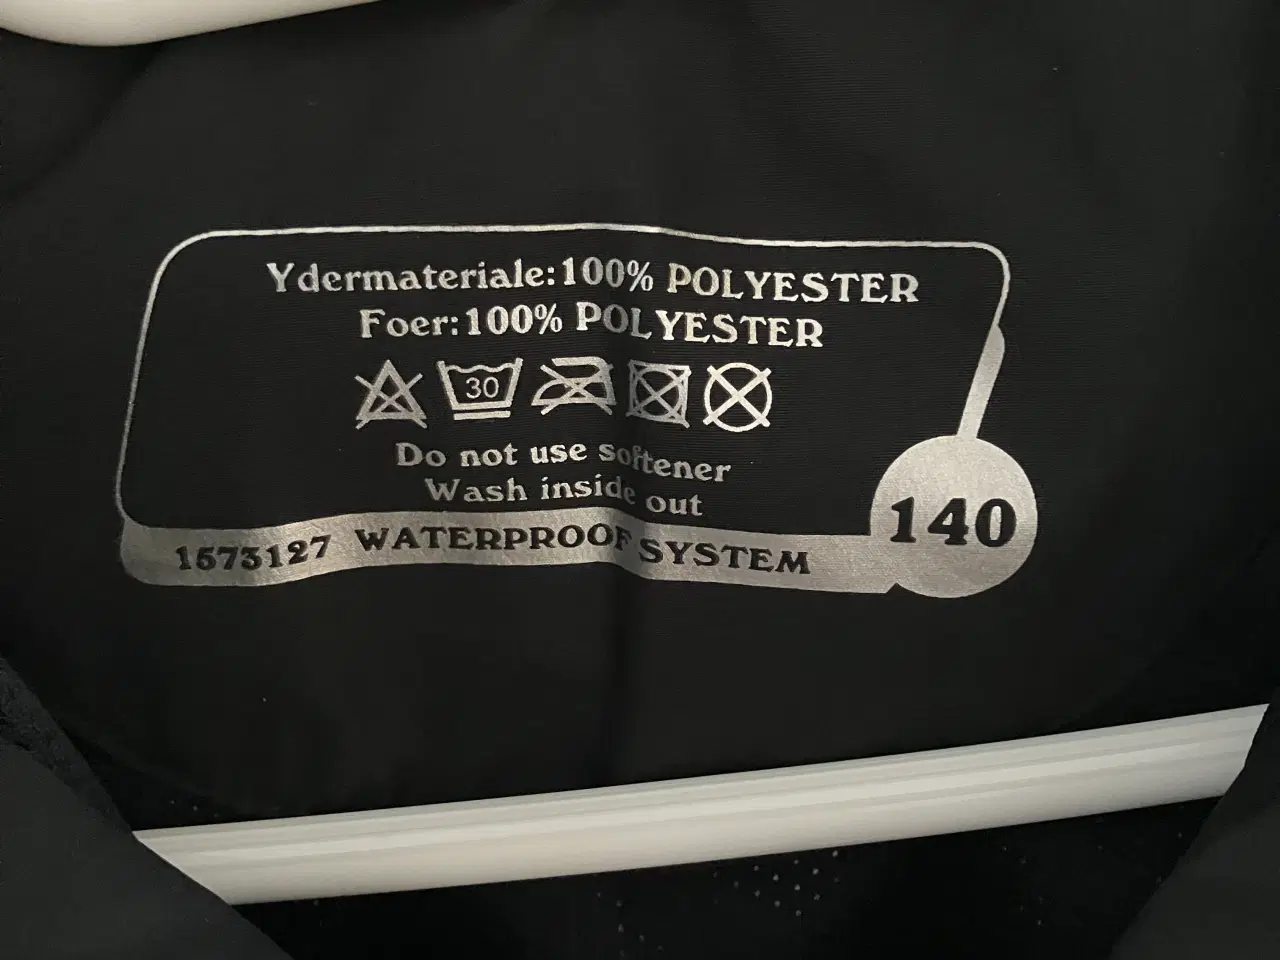 Ydermateriale:100% POLYESTER
Foer:100% POLYESTER
30
Do not use softener
Wash inside out
1573127 WATERPROOF SYSTEM
140